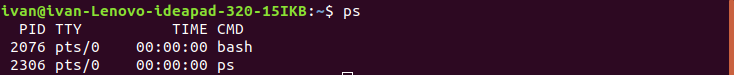 ivan@ivan-Lenovo-ideapad-320-15IKB:~$ ps
  PID TTY          TIME CMD
 2076 pts/0    00:00:00 bash
 2306 pts/0    00:00:00 ps